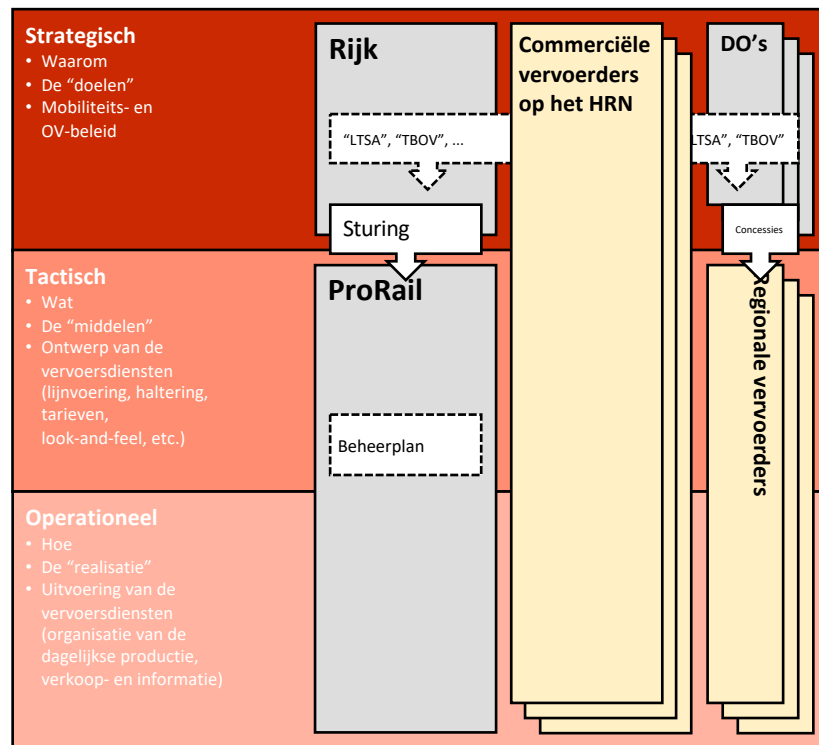 Strategisch
• Waarom
• De “doelen”
• Mobiliteits- en
OV-beleid
Rijk
“LTSA”, “TBOV”, ...
Sturing
Commerciële
vervoerders
op het HRN
DO’s
LTSA”, “TBOV”
Concessies
Tactisch
• Wat
• De “middelen”
• Ontwerp van de
vervoersdiensten
(lijnvoering, haltering,
tarieven,
look-and-feel, etc.)
ProRail
Beheerplan
Regionale vervoerders
Operationeel
• Hoe
• De “realisatie”
• Uitvoering van de
vervoersdiensten
(organisatie van de
dagelijkse productie,
verkoop- en informatie)